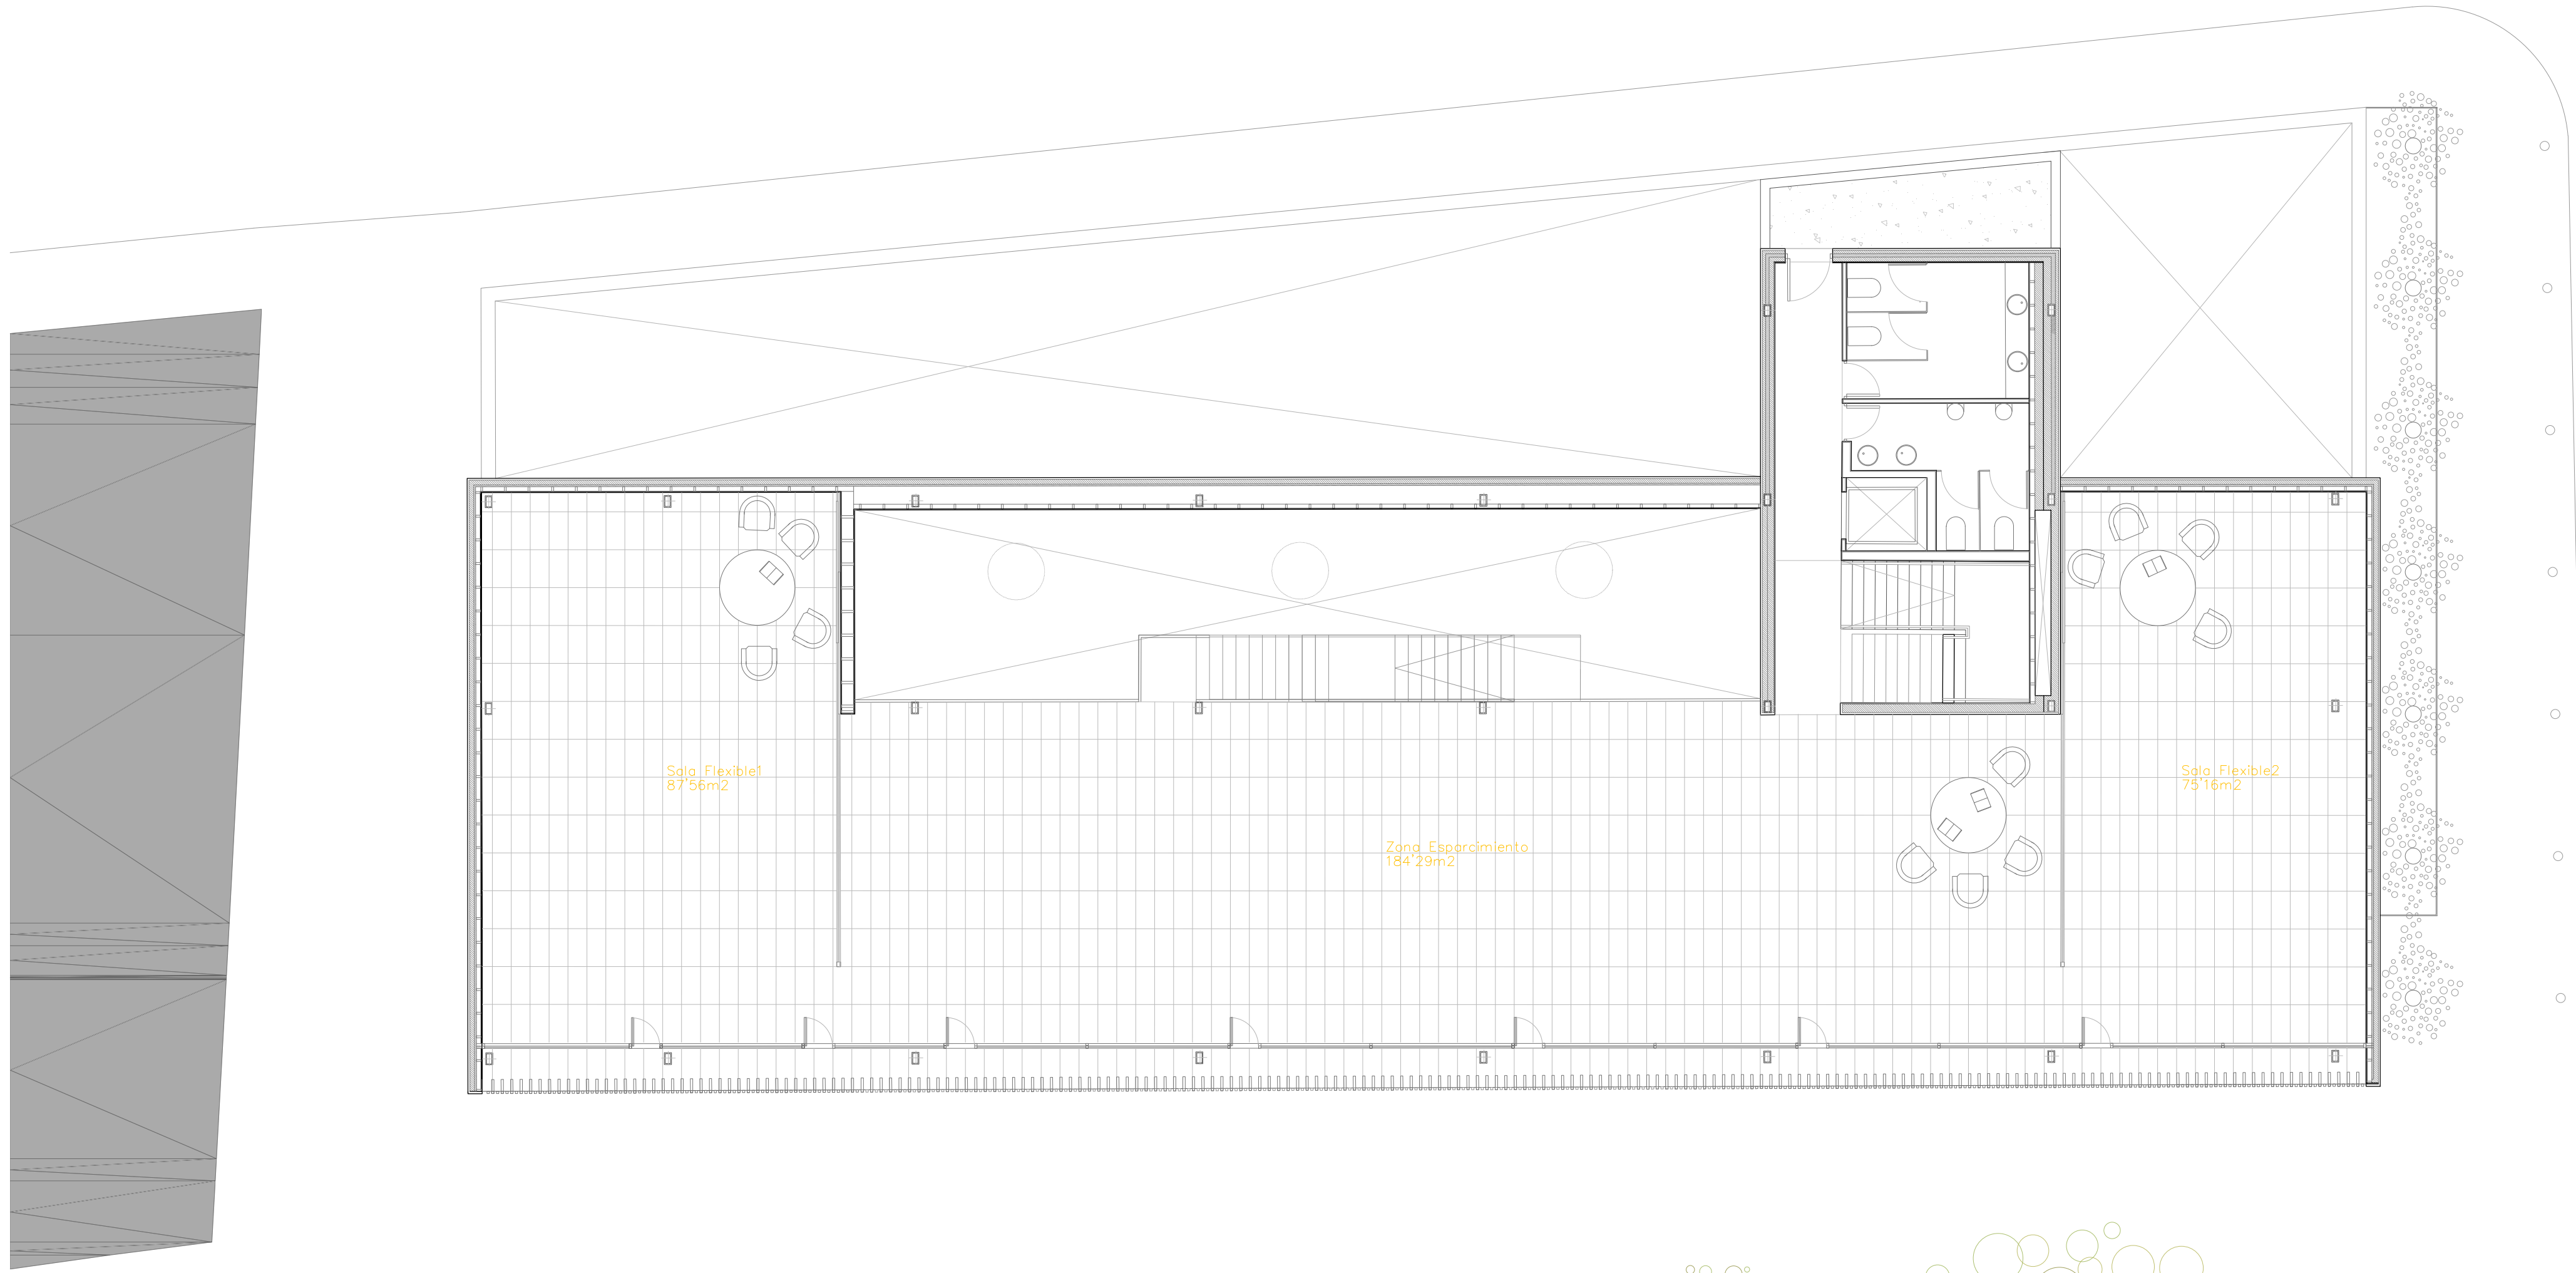 Sala Flexible1
87'56m2
Sala Flexible2
75'16m2
Zona Esparcimiento
184'29m2